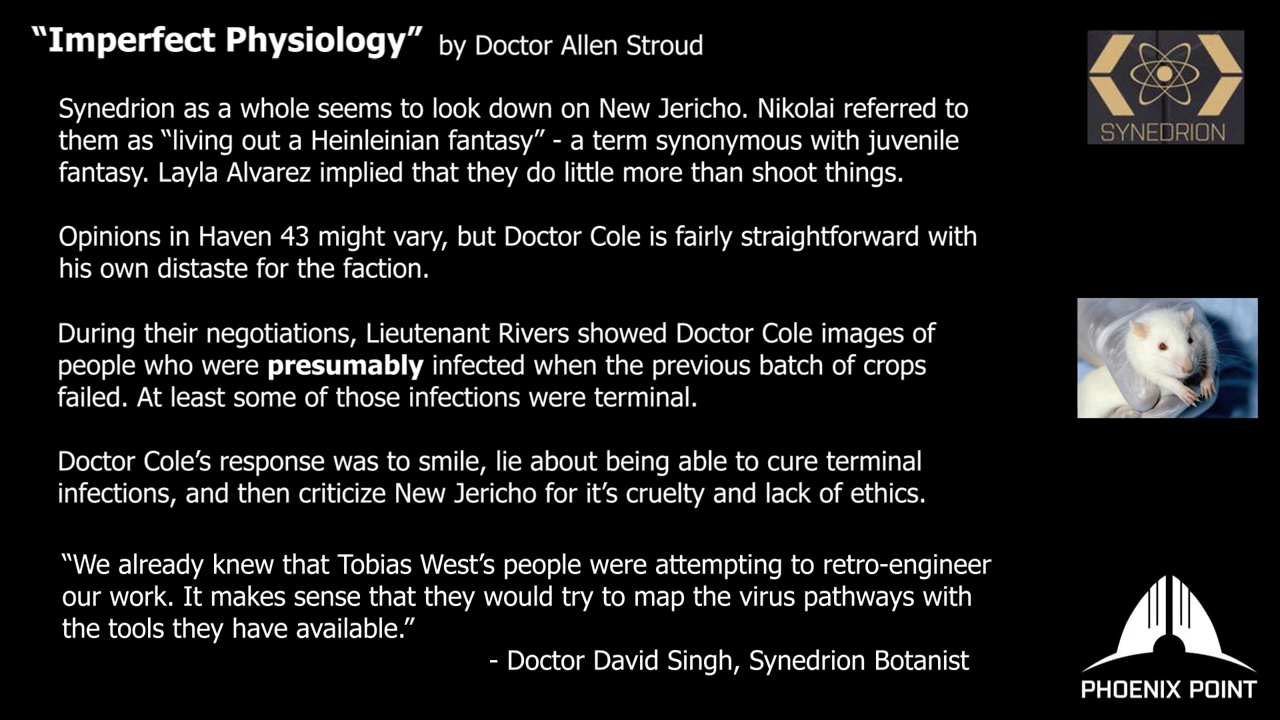 “Imperfect Physiology” by Doctor Allen Stroud
SYNEDRION
Synedrion as a whole seems to look down on New Jericho. Nikolai referred to
them as “living out a Heinleinian fantasy” - a term synonymous with juvenile
fantasy. Layla Alvarez implied that they do little more than shoot things.
Opinions in Haven 43 might vary, but Doctor Cole is fairly straightforward with
his own distaste for the faction.
During their negotiations, Lieutenant Rivers showed Doctor Cole images of
people who were presumably infected when the previous batch of crops
failed. At least some of those infections were terminal.
Doctor Cole’s response was to smile, lie about being able to cure terminal
infections, and then criticize New Jericho for it’s cruelty and lack of ethics.
“We already knew that Tobias West’s people were attempting to retro-engineer
our work. It makes sense that they would try to map the virus pathways with
the tools they have available.”
- Doctor David Singh, Synedrion Botanist
PHOENIX POINT